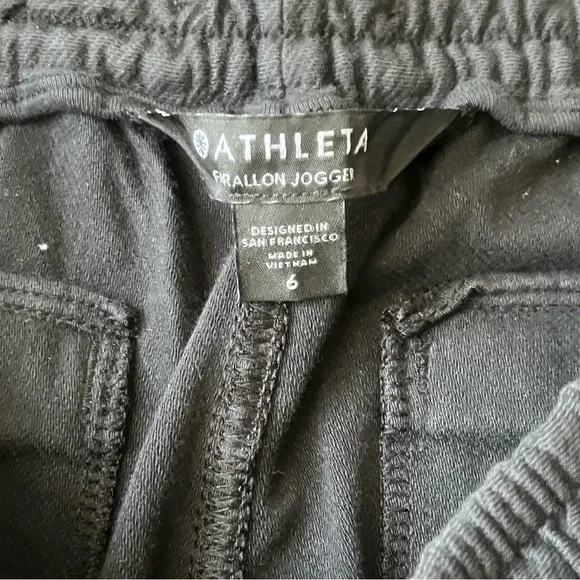 ATHLETA
FARALLON JOGGER
DESIGNED IN
SAN FRANCISCO
MADE IN
VIETNAM
6